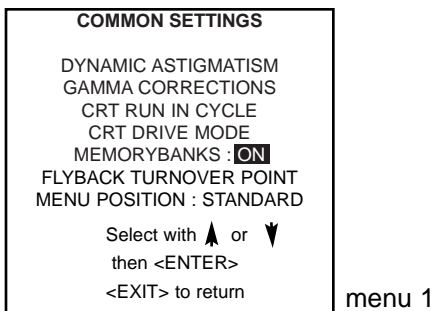 COMMON SETTINGS
DYNAMIC ASTIGMATISM
GAMMA CORRECTIONS
CRT RUN IN CYCLE
CRT DRIVE MODE
MEMORYBANKS : ON
FLYBACK TURNOVER POINT
MENU POSITION : STANDARD
Select with or
then <ENTER>
<EXIT> to return
menu 1